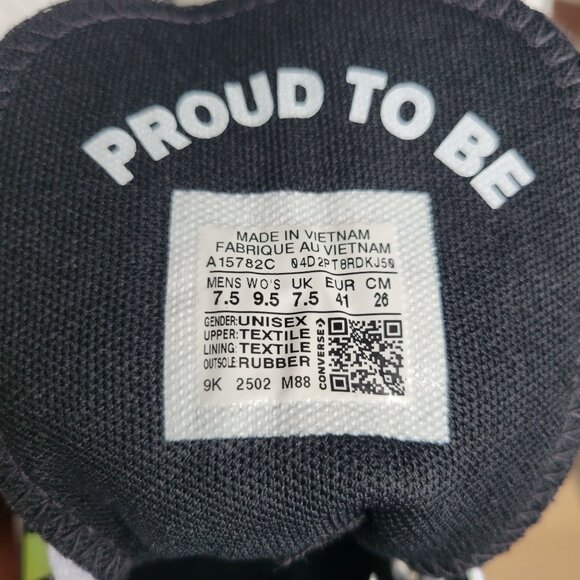 PROUD TO BE
MADE IN VIETNAM
FABRIQUE AU VIETNAM
A15782C 04D2PT8RDKJ50
MENS WO'S UK EUR CM
7.5 9.5 7.5 41 26
GENDER: UNISEX
UPPER: TEXTILE
LINING: TEXTILE
OUTSOLE: RUBBER
9K 2502 M88
CONVERSE